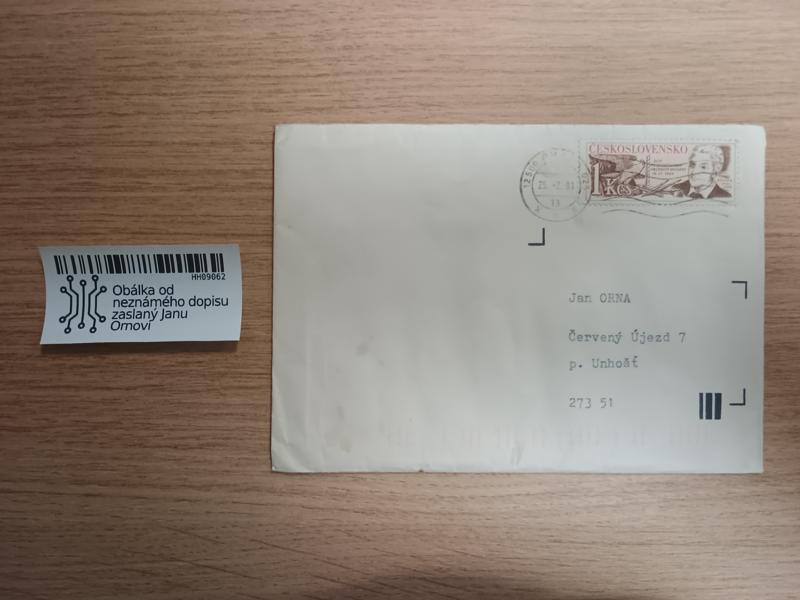 HH09062
Obálka od
neznámého dopisu
zaslaný Janu
Ornovi
ČESKOSLOVENSKO
1 Kčs
Jan ORNA
Červený Újezd 7
p. Unhošť
273 51